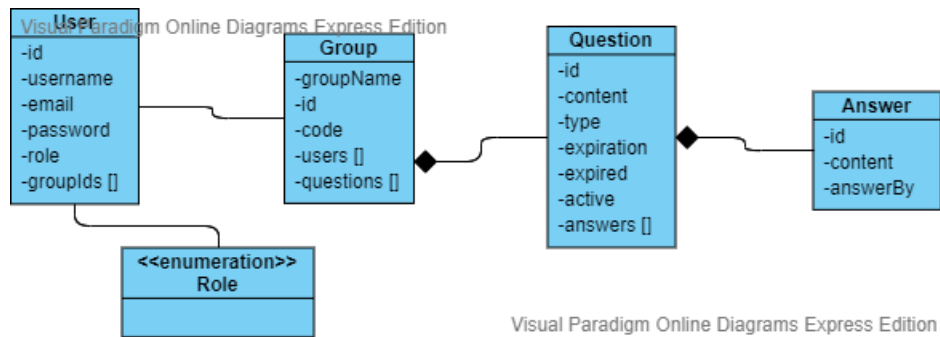 Visual Paradigm Online Diagrams Express Edition
User
-id
-username
-email
-password
-role
-groupIds []
Group
-groupName
-id
-code
-users []
-questions []
Question
-id
-content
-type
-expiration
-expired
-active
-answers []
Answer
-id
-content
-answerBy
<<enumeration>>
Role
Visual Paradigm Online Diagrams Express Edition